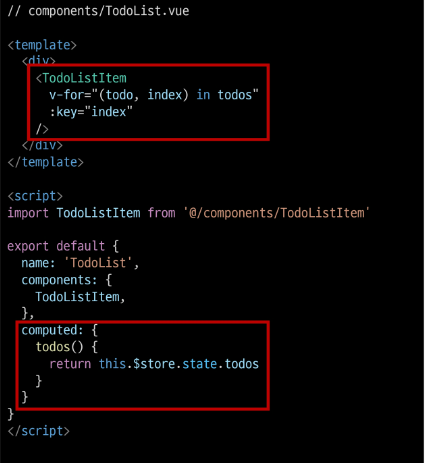 // components/TodoList.vue
<template>
<div>
<TodoListItem
v-for="(todo, index) in todos"
:key="index"
/>
</div>
</template>
<script>
import TodoListItem from '@/components/TodoListItem'
export default {
name: 'TodoList',
components: {
TodoListItem,
},
computed: {
todos() {
return this.$store.state.todos
}
}
}
</script>